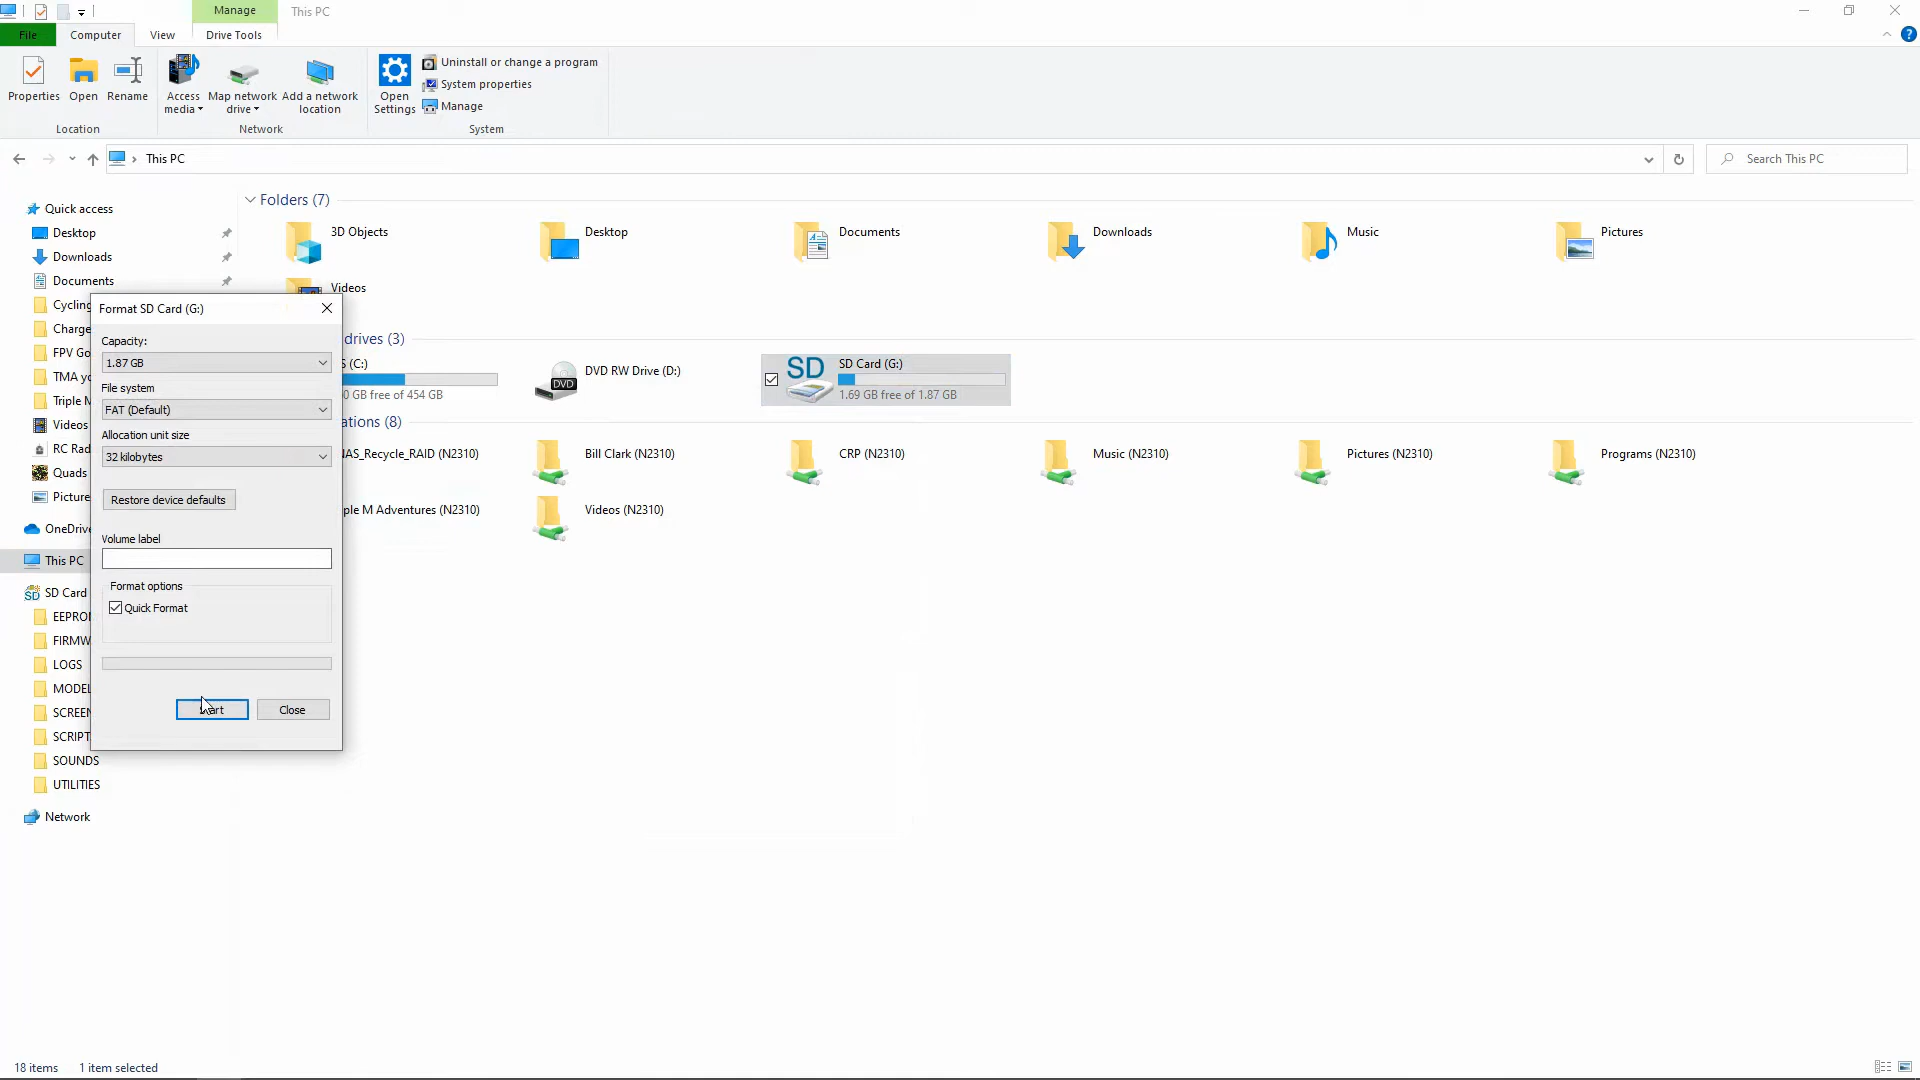 Manage
This PC
File
Computer
View
Drive Tools
Properties
Open
Rename
Access media
Map network drive
Add a network location
Open Settings
Uninstall or change a program
System properties
Manage
Location
Network
System
This PC
Search This PC
Quick access
Desktop
Downloads
Documents
Cycling
Charge
FPV Go
TMA yo
Triple M
Videos
RC Rad
Quads
Picture
OneDrive
This PC
SD Card
SD
FIRMW
LOGS
MODEL
SCREEN
SCRIPT
SOUNDS
UTILITIES
Network
Folders (7)
3D Objects
Desktop
Documents
Downloads
Music
Pictures
Videos
drives (3)
S (C:)
0 GB free of 454 GB
DVD
DVD RW Drive (D:)
SD
SD Card (G:)
1.69 GB free of 1.87 GB
ations (8)
NAS_Recycle_RAID (N2310)
Bill Clark (N2310)
CRP (N2310)
Music (N2310)
Pictures (N2310)
Programs (N2310)
ple M Adventures (N2310)
Videos (N2310)
Format SD Card (G:)
Capacity:
1.87 GB
File system
FAT (Default)
Allocation unit size
32 kilobytes
Restore device defaults
Volume label
Format options
Quick Format
Close
18 items
1 item selected